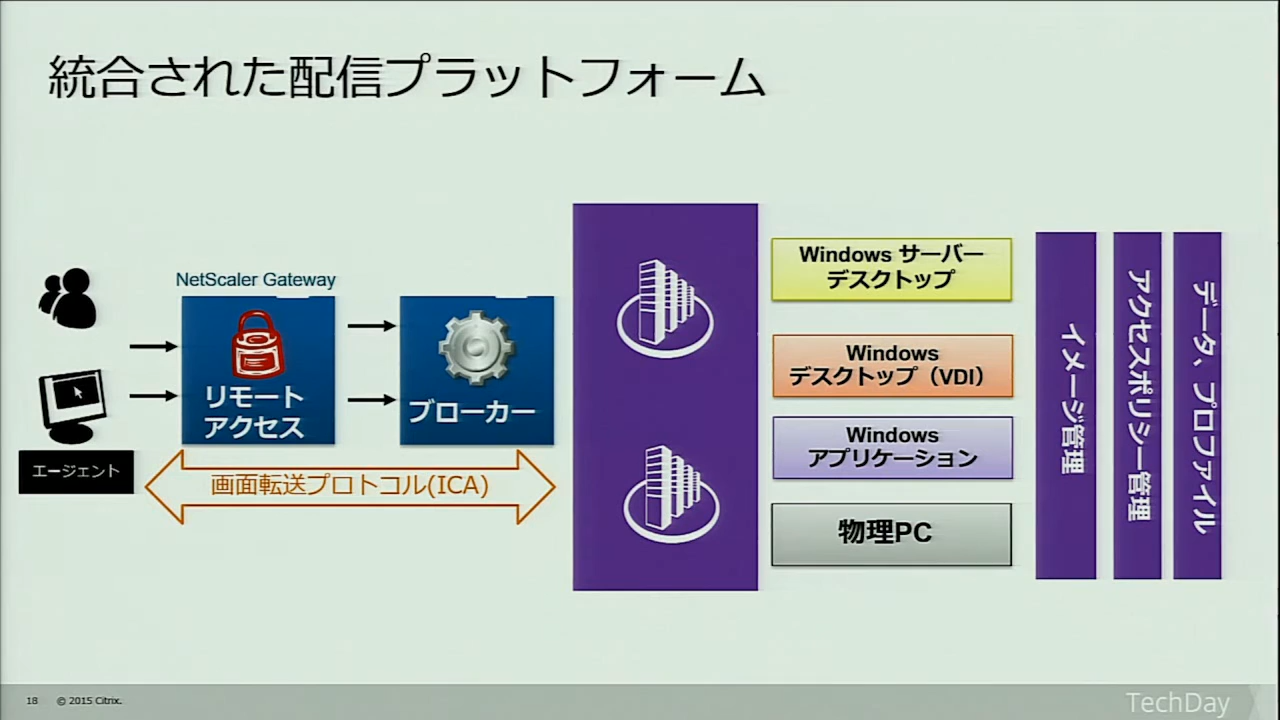 統合された配信プラットフォーム
NetScaler Gateway
リモート
アクセス
ブローカー
エージェント
画面転送プロトコル(ICA)
Windows サーバー
デスクトップ
Windows
デスクトップ（VDI）
Windows
アプリケーション
物理PC
イメージ管理
アクセスポリシー管理
データ、プロファイル
18 © 2015 Citrix.
TechDay